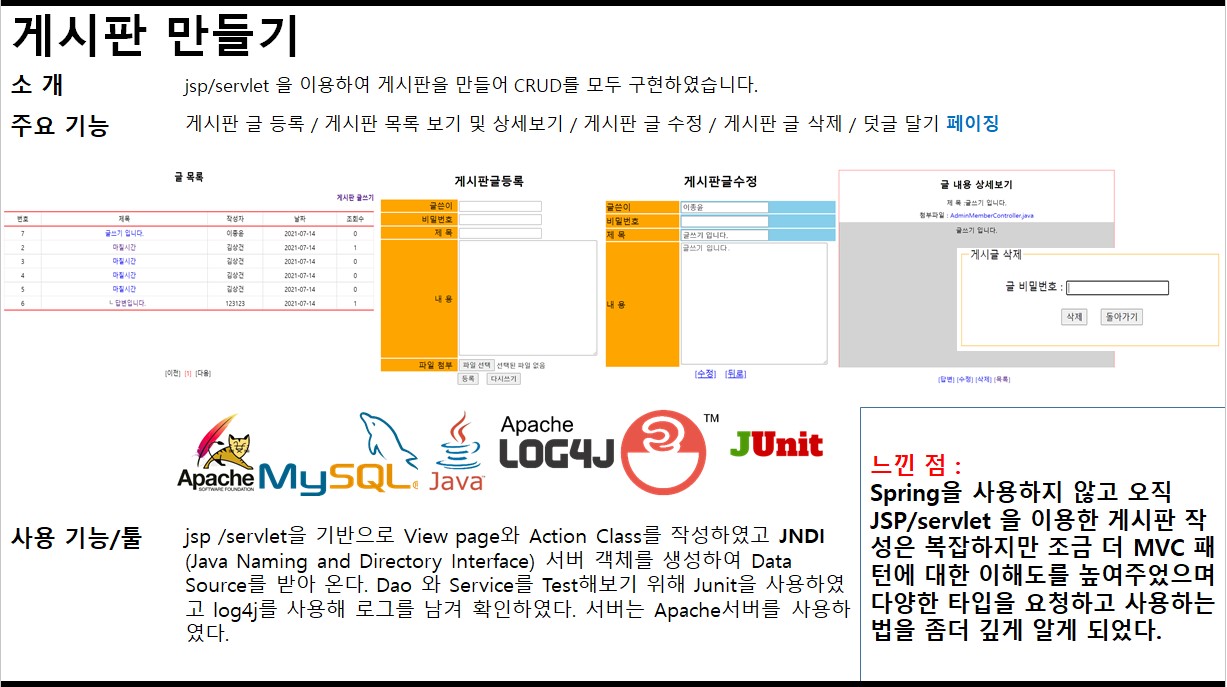 게시판 만들기
소 개
jsp/servlet 을 이용하여 게시판을 만들어 CRUD를 모두 구현하였습니다.
주요 기능
게시판 글 등록 / 게시판 목록 보기 및 상세보기 / 게시판 글 수정 / 게시판 글 삭제 / 덧글 달기 페이징
글 목록
게시판 글쓰기
번호 제목 작성자 날짜 조회수
7 글쓰기 입니다. 이종윤 2021-07-14 0
2 마칠시간 김상건 2021-07-14 1
3 마칠시간 김상건 2021-07-14 0
4 마칠시간 김상건 2021-07-14 0
5 마칠시간 김상건 2021-07-14 0
6 ㄴ답변입니다. 123123 2021-07-14 1
[이전] [1] [다음]
게시판글등록
글쓴이
비밀번호
제 목
내 용
파일 첨부 파일 선택 선택된 파일 없음
등록 다시쓰기
게시판글수정
글쓴이 이종윤
비밀번호
제 목 글쓰기 입니다.
글쓰기 입니다.
내 용
[수정] [뒤로]
글 내용 상세보기
제 목 :글쓰기 입니다.
첨부파일 : AdminMemberController.java
글쓰기 입니다.
게시글 삭제
글 비밀번호 :
삭제 돌아가기
[답변] [수정] [삭제] [목록]
Apache
SOFTWARE FOUNDATION
MySQL
Java
Apache
LOG4J
TM
JUnit
사용 기능/툴
jsp /servlet을 기반으로 View page와 Action Class를 작성하였고 JNDI
(Java Naming and Directory Interface) 서버 객체를 생성하여 Data
Source를 받아 온다. Dao 와 Service를 Test해보기 위해 Junit을 사용하였
고 log4j를 사용해 로그를 남겨 확인하였다. 서버는 Apache서버를 사용하
였다.
느낀 점 :
Spring을 사용하지 않고 오직
JSP/servlet 을 이용한 게시판 작
성은 복잡하지만 조금 더 MVC 패
턴에 대한 이해도를 높여주었으며
다양한 타입을 요청하고 사용하는
법을 좀더 깊게 알게 되었다.